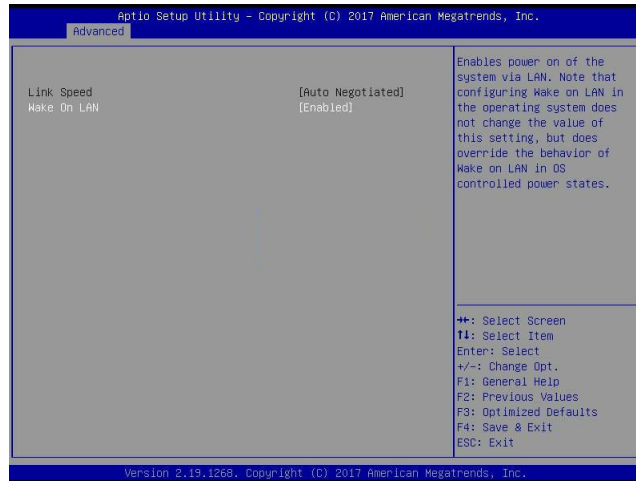 Aptio Setup Utility – Copyright (C) 2017 American Megatrends, Inc.
Advanced
Link Speed [Auto Negotiated]
Wake On LAN [Enabled]
Enables power on of the
system via LAN. Note that
configuring Wake on LAN in
the operating system does
not change the value of
this setting, but does
override the behavior of
Wake on LAN in OS
controlled power states.
→←: Select Screen
↑↓: Select Item
Enter: Select
+/-: Change Opt.
F1: General Help
F2: Previous Values
F3: Optimized Defaults
F4: Save & Exit
ESC: Exit
Version 2.19.1268. Copyright (C) 2017 American Megatrends, Inc.